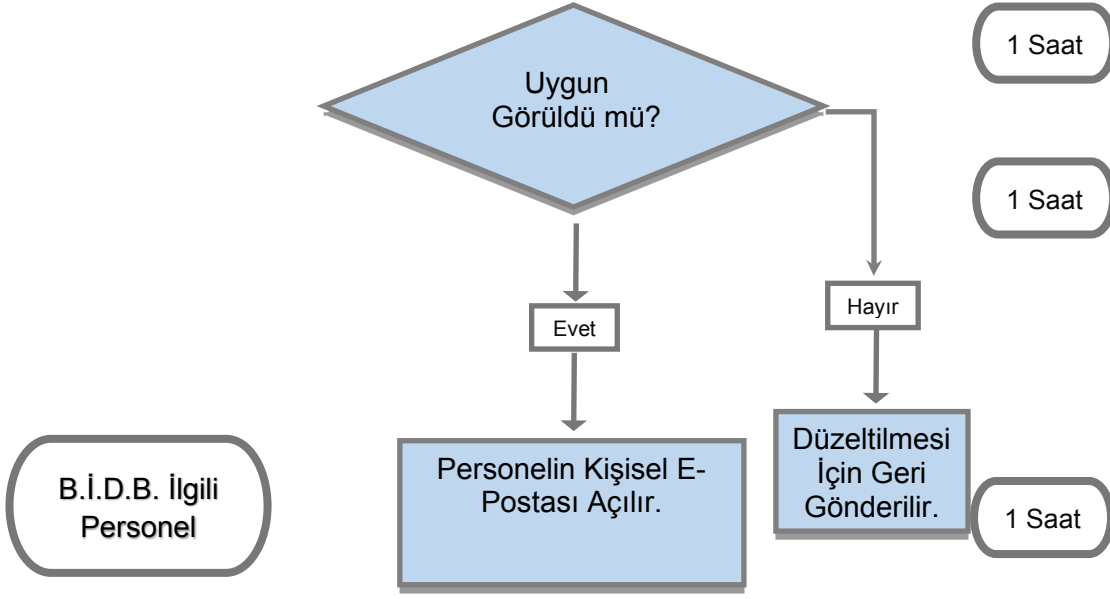 1 Saat
Uygun
Görüldü mü?
1 Saat
Evet
Hayır
B.İ.D.B. İlgili
Personel
Personelin Kişisel E-
Postası Açılır.
Düzeltilmesi
İçin Geri
Gönderilir.
1 Saat